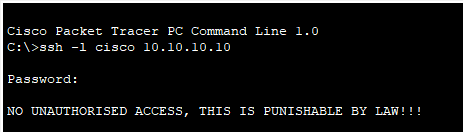 Cisco Packet Tracer PC Command Line 1.0
C:\>ssh -l cisco 10.10.10.10
Password:
NO UNAUTHORISED ACCESS, THIS IS PUNISHABLE BY LAW!!!